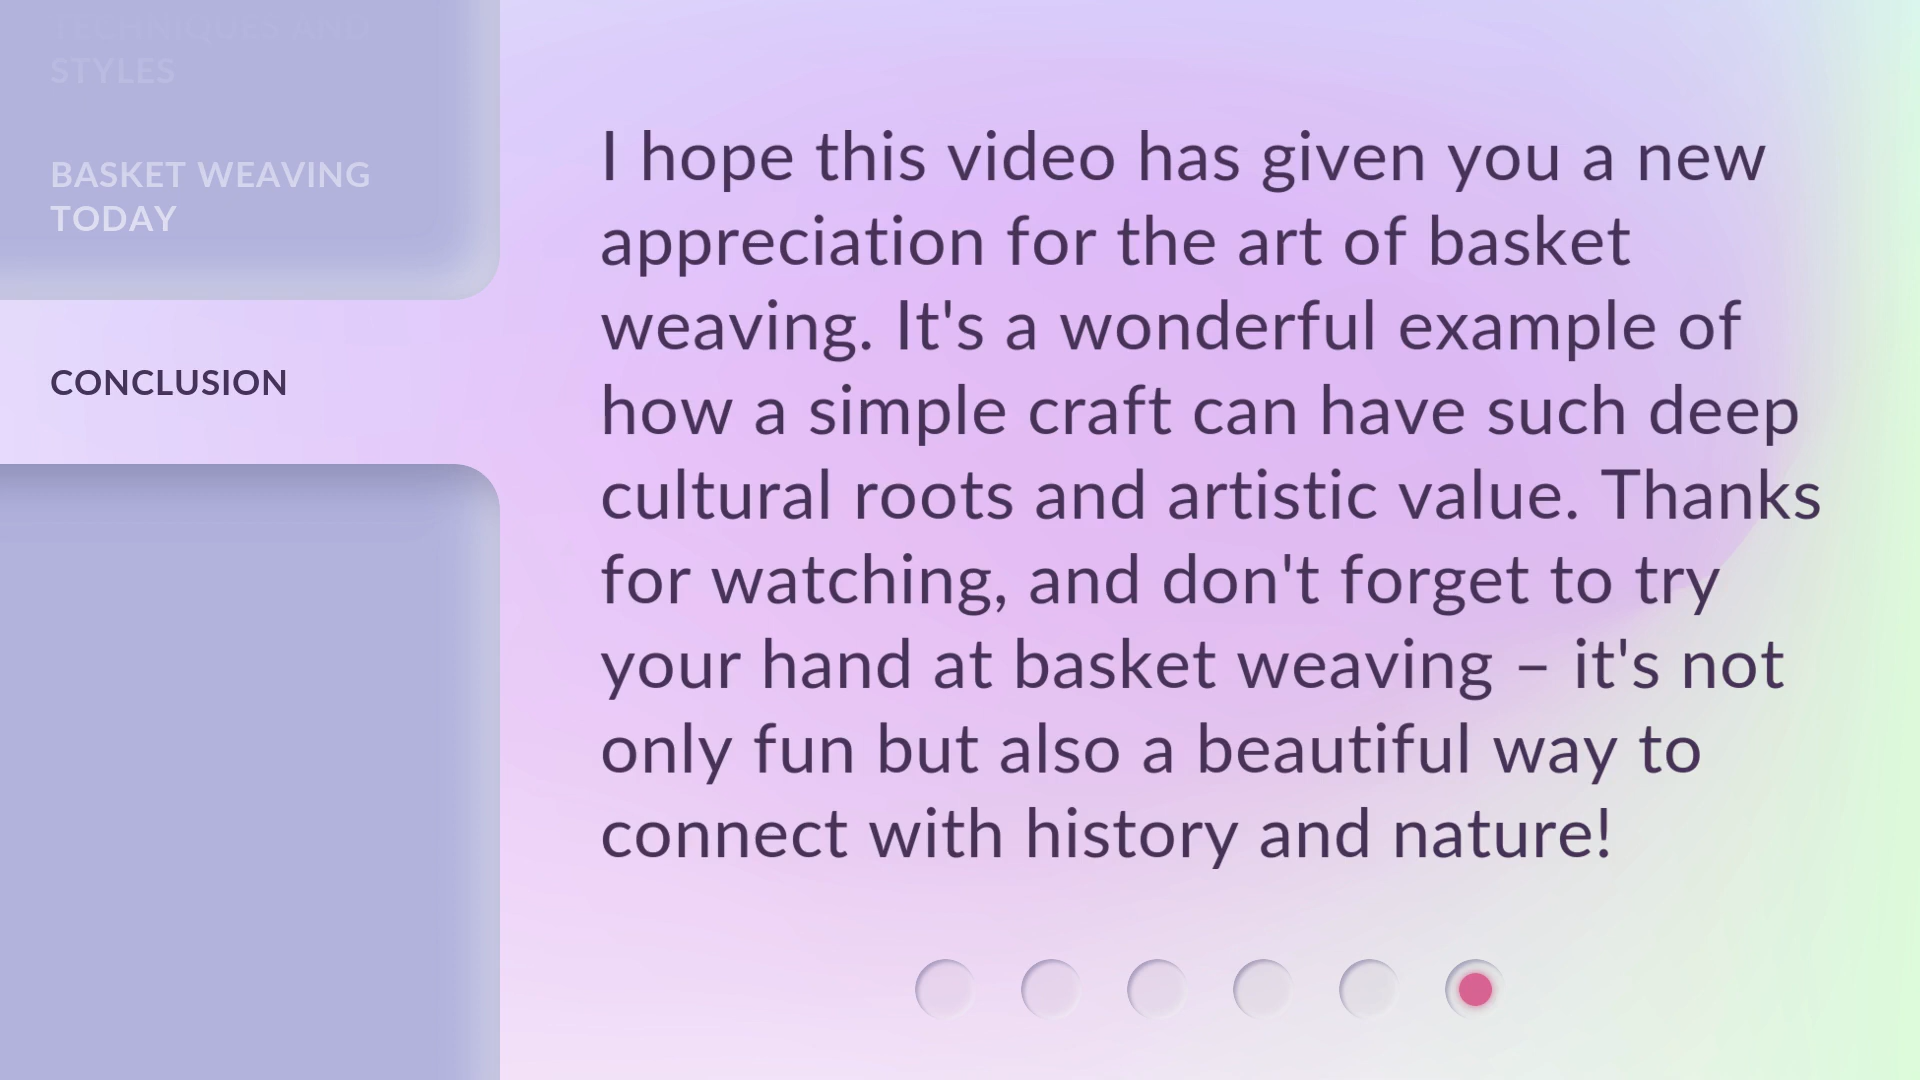 TECHNIQUES AND
STYLES
BASKET WEAVING
TODAY
CONCLUSION
I hope this video has given you a new
appreciation for the art of basket
weaving. It's a wonderful example of
how a simple craft can have such deep
cultural roots and artistic value. Thanks
for watching, and don't forget to try
your hand at basket weaving – it's not
only fun but also a beautiful way to
connect with history and nature!